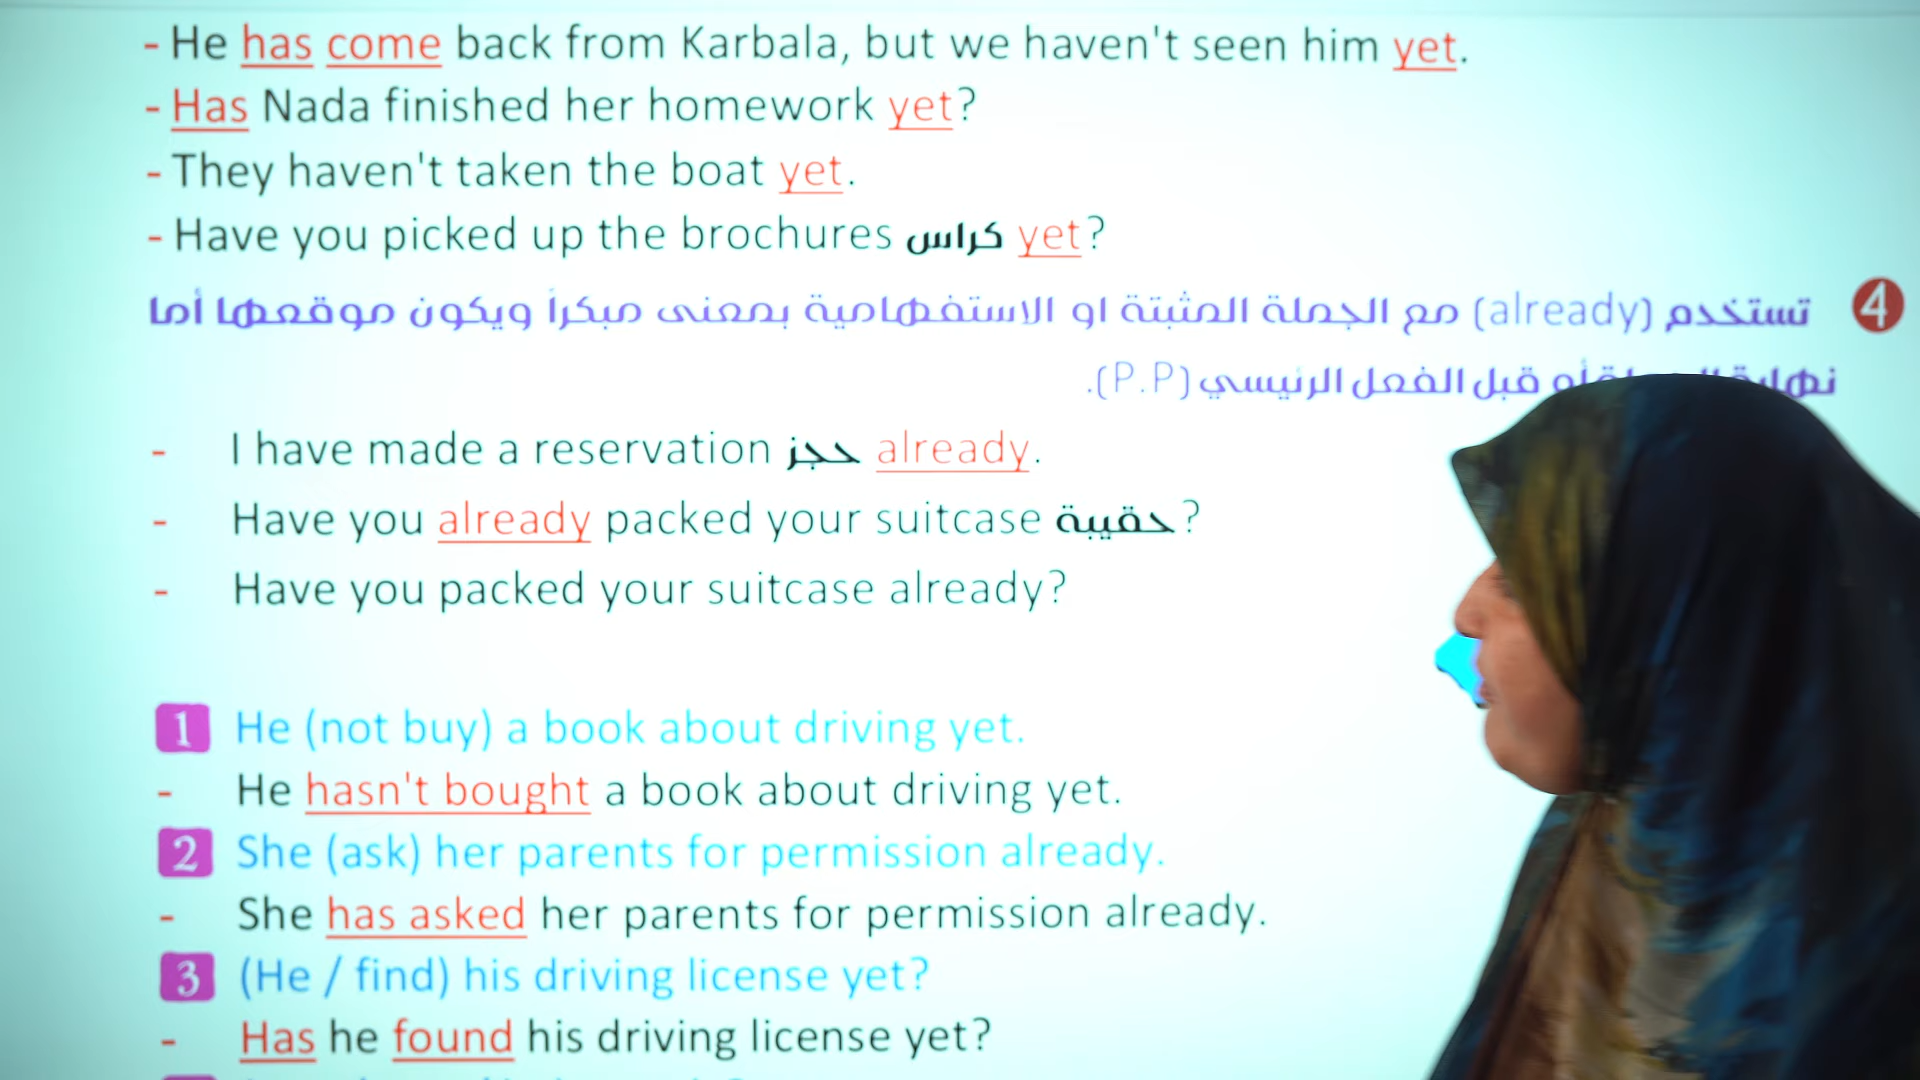 - He has come back from Karbala, but we haven't seen him yet.
- Has Nada finished her homework yet?
- They haven't taken the boat yet.
- Have you picked up the brochures كراس yet?
4 تستخدم (already) مع الجملة المثبتة او الاستفهامية بمعنى مبكراً ويكون موقعها أما
نهاية أو قبل الفعل الرئيسي (P.P).
- I have made a reservation حجز already.
- Have you already packed your suitcase حقيبة?
- Have you packed your suitcase already?
1 He (not buy) a book about driving yet.
- He hasn't bought a book about driving yet.
2 She (ask) her parents for permission already.
- She has asked her parents for permission already.
3 (He / find) his driving license yet?
- Has he found his driving license yet?